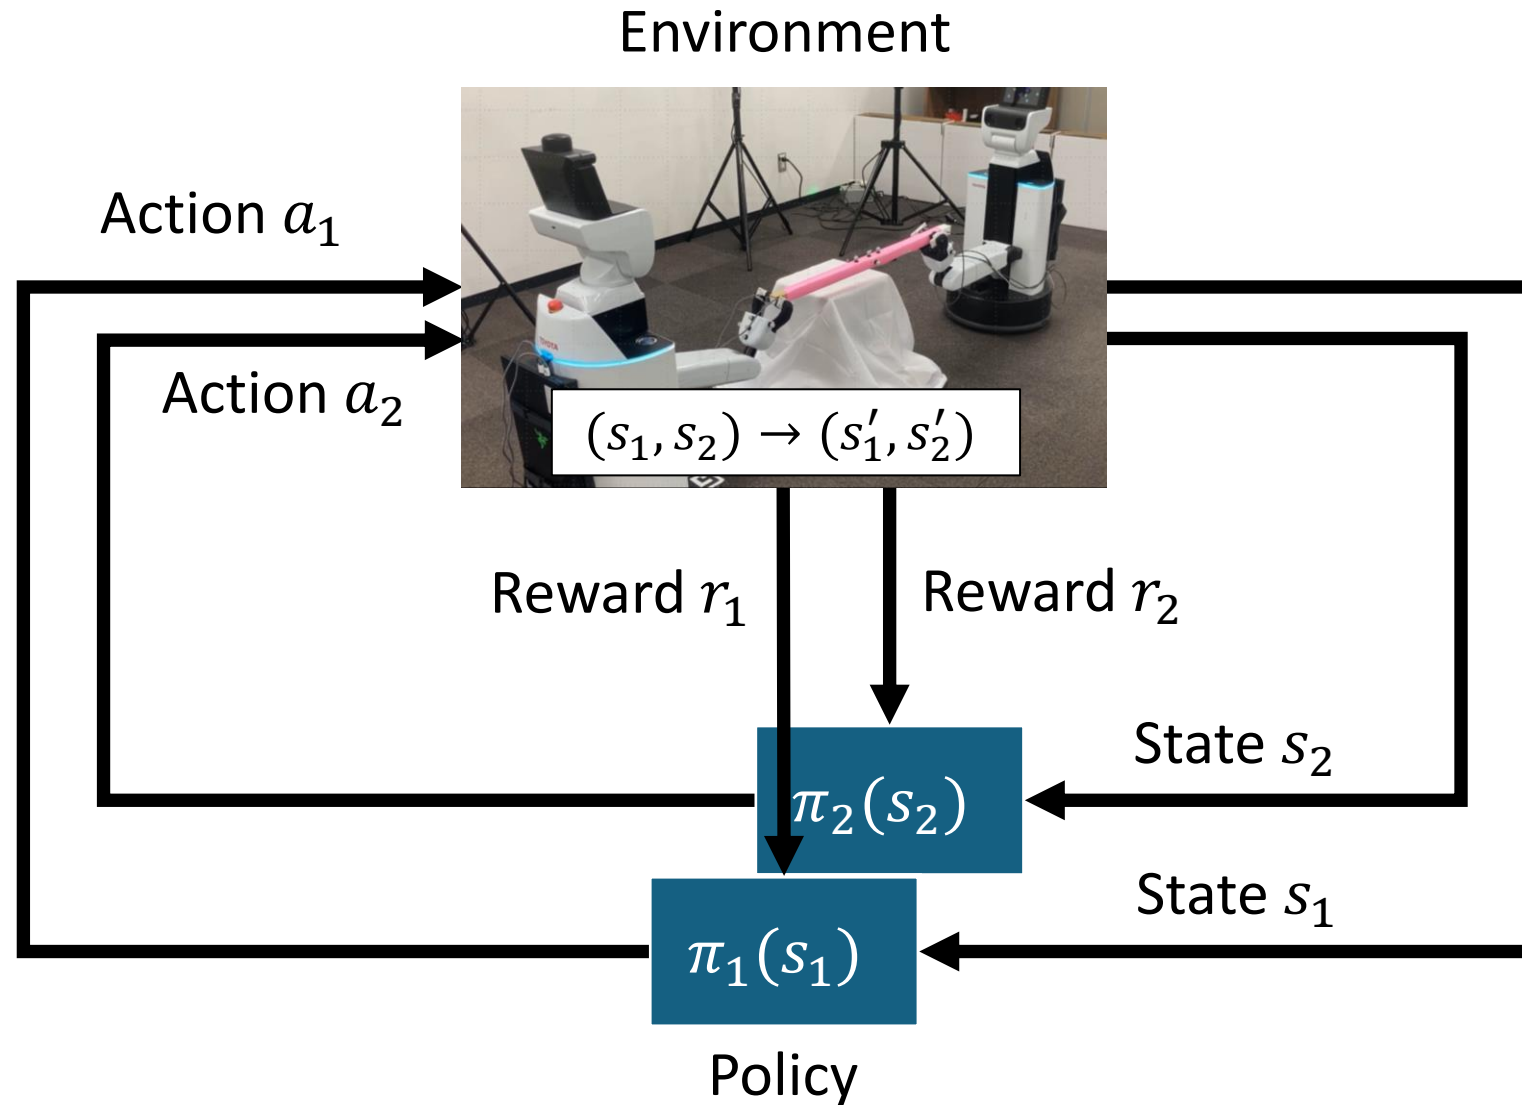 Environment
Action a₁
Action a₂
TOYOTA
(s₁, s₂) → (s₁′, s₂′)
Reward r₁
Reward r₂
State s₂
π₂(s₂)
State s₁
π₁(s₁)
Policy